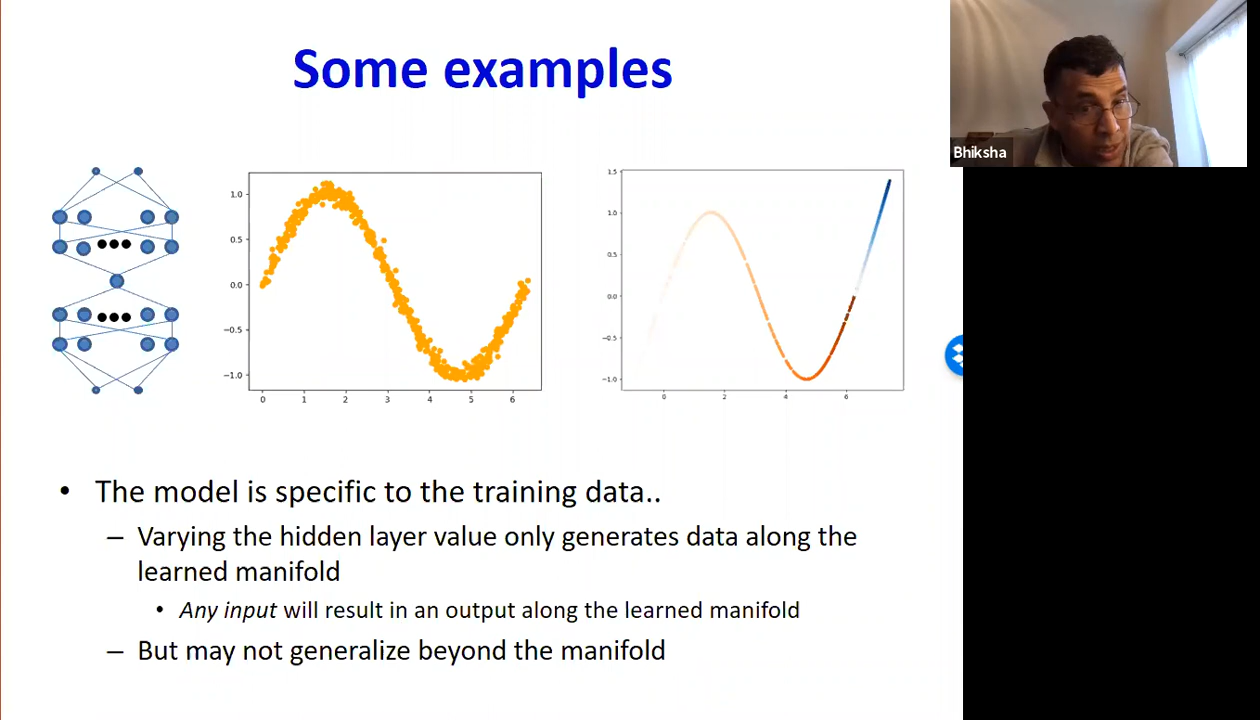 Some examples
Bhiksha
1.0
0.5
0.0
−0.5
−1.0
0 1 2 3 4 5 6
1.5
1.0
0.5
0.0
−0.5
−1.0
0 2 4 6
• The model is specific to the training data..
– Varying the hidden layer value only generates data along the
learned manifold
• Any input will result in an output along the learned manifold
– But may not generalize beyond the manifold